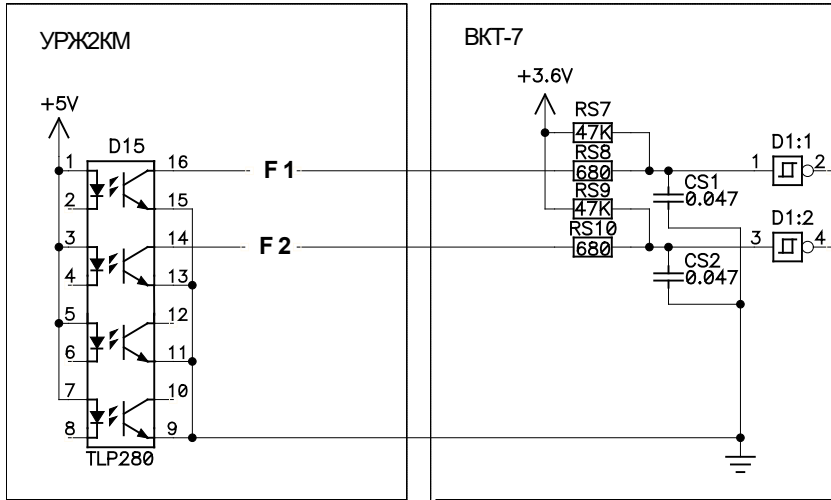 УРЖ2КМ
ВКТ-7
+5V
+3.6V
D15
RS7
47K
RS8
680
RS9
47K
RS10
680
CS1
0.047
CS2
0.047
D1:1
1 2
D1:2
3 4
1 16
F 1
2 15
3 14
F 2
4 13
5 12
6 11
7 10
8 9
TLP280